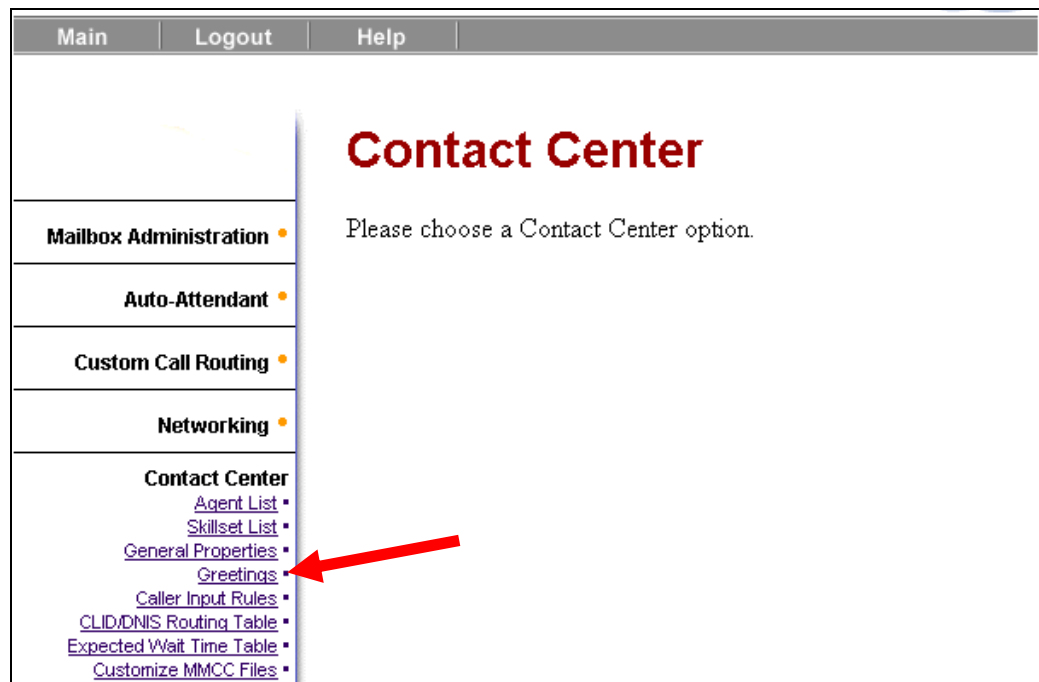 Main Logout Help
Contact Center
Please choose a Contact Center option.
Mailbox Administration
Auto-Attendant
Custom Call Routing
Networking
Contact Center
Agent List
Skillset List
General Properties
Greetings
Caller Input Rules
CLID/DNIS Routing Table
Expected Wait Time Table
Customize MMCC Files